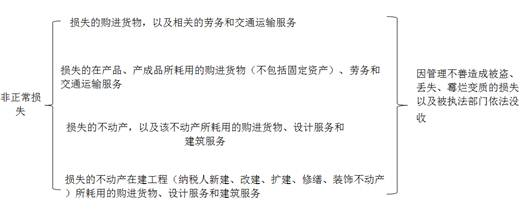 损失的购进货物，以及相关的劳务和交通运输服务
损失的在产品、产成品所耗用的购进货物（不包括固定资产）、劳务和
交通运输服务
非正常损
失
损失的不动产，以及该不动产所耗用的购进货物、设计服务和
建筑服务
损失的不动产在建工程（纳税人新建、改建、扩建、修缮、装饰不动产
）所耗用的购进货物、设计服务和建筑服务
因管理不善造成被盗、
丢失、霉烂变质的损失
以及被执法部门依法没
收